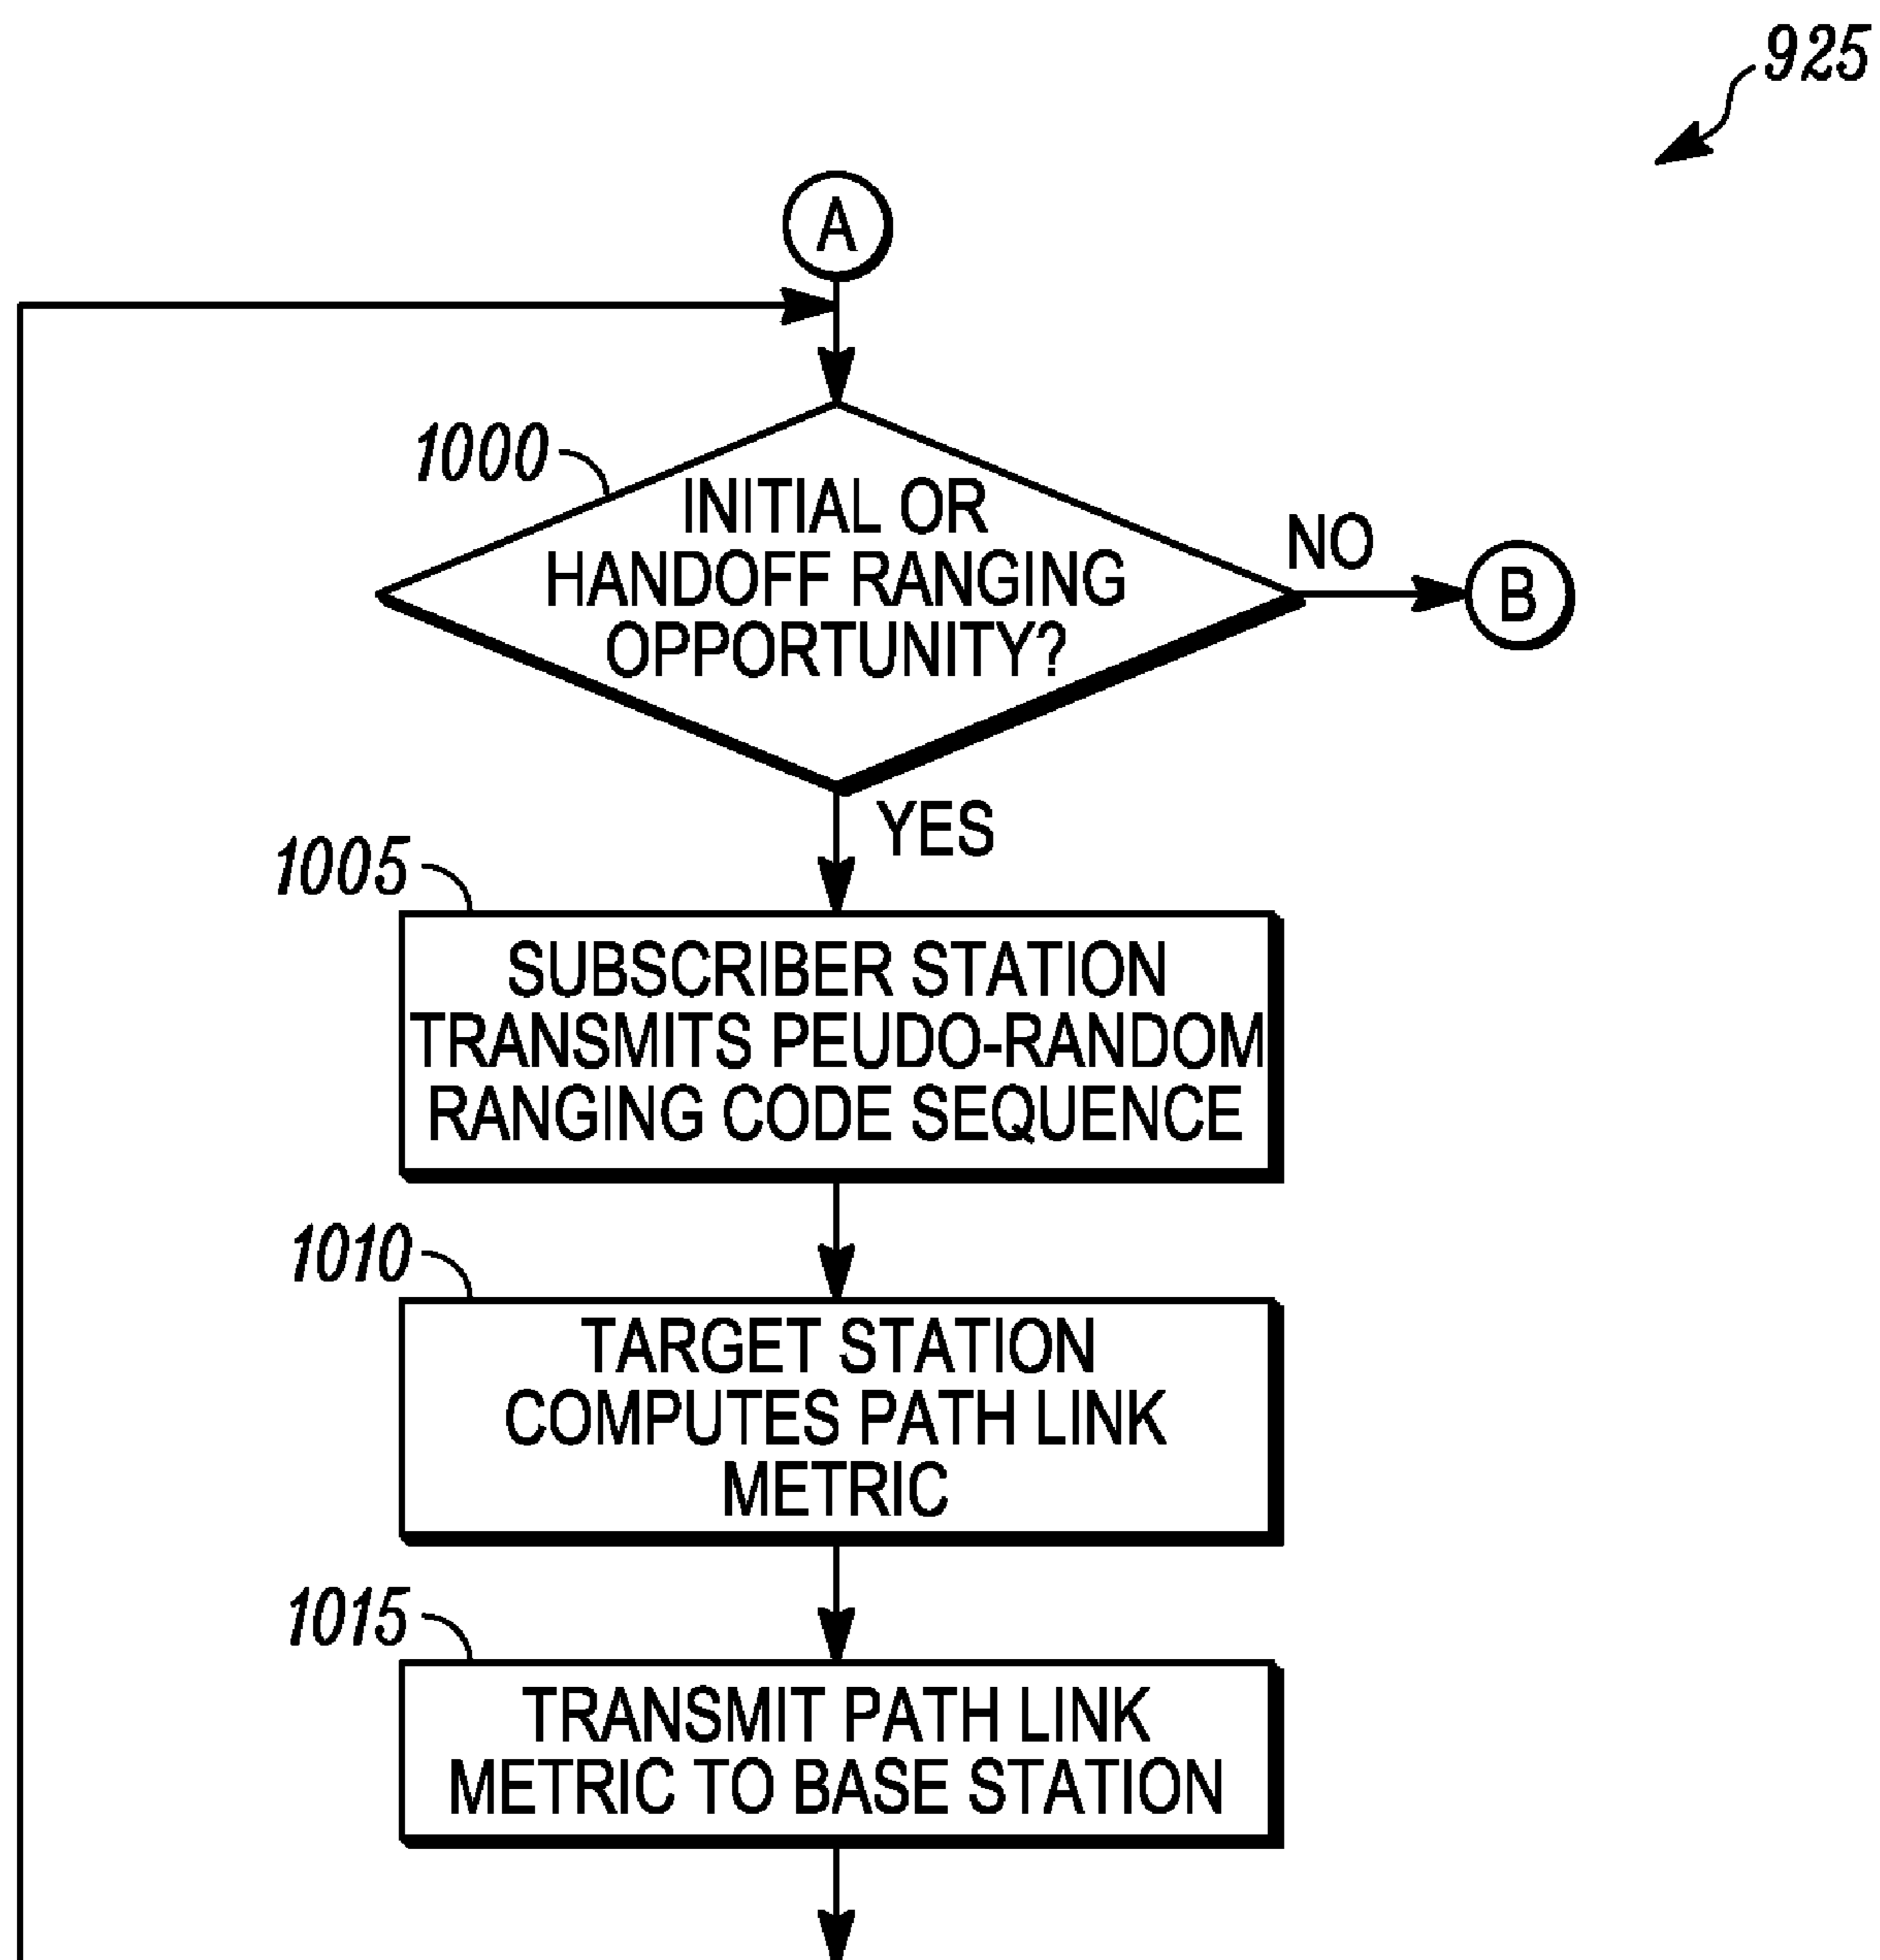 925
A
1000
INITIAL OR
HANDOFF RANGING
OPPORTUNITY?
NO
B
YES
1005
SUBSCRIBER STATION
TRANSMITS PEUDO-RANDOM
RANGING CODE SEQUENCE
1010
TARGET STATION
COMPUTES PATH LINK
METRIC
1015
TRANSMIT PATH LINK
METRIC TO BASE STATION